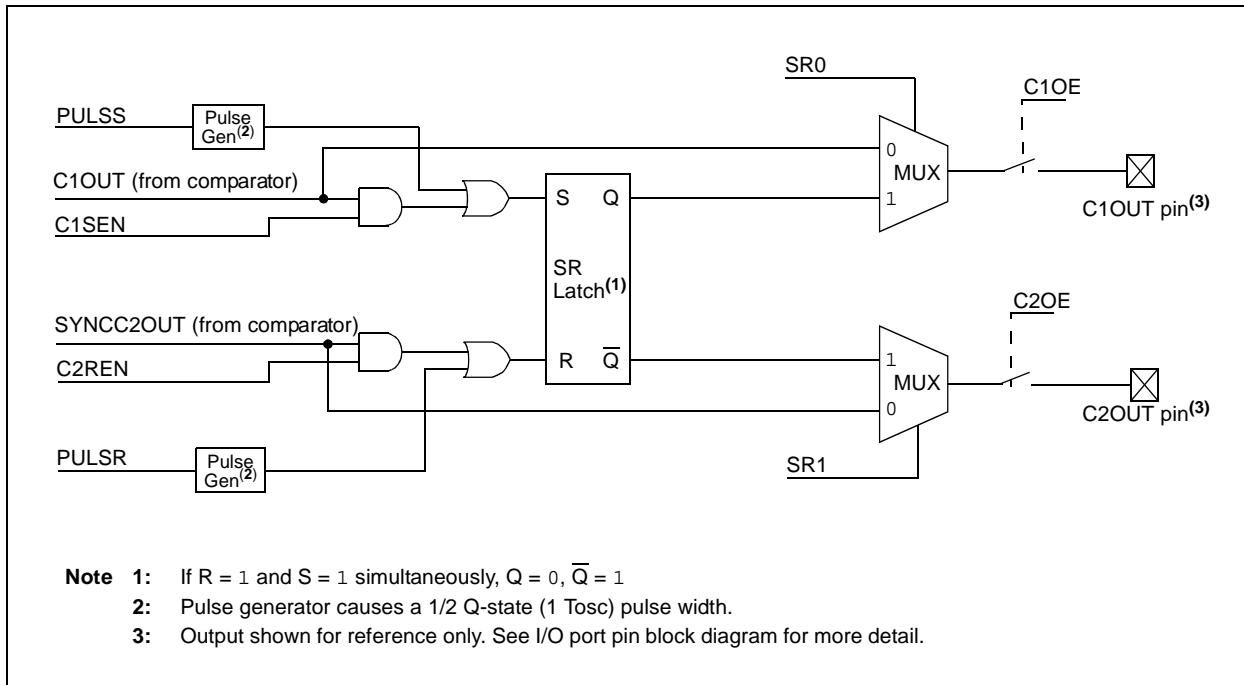 SR0
C1OE
PULSS
Pulse
Gen(2)
0
MUX
1
C1OUT (from comparator)
C1SEN
S Q
C1OUT pin(3)
SR
Latch(1)
SYNCC2OUT (from comparator)
C2REN
R Q̅
C2OE
1
MUX
0
C2OUT pin(3)
PULSR
Pulse
Gen(2)
SR1
Note 1: If R = 1 and S = 1 simultaneously, Q = 0, Q̅ = 1
2: Pulse generator causes a 1/2 Q-state (1 Tosc) pulse width.
3: Output shown for reference only. See I/O port pin block diagram for more detail.